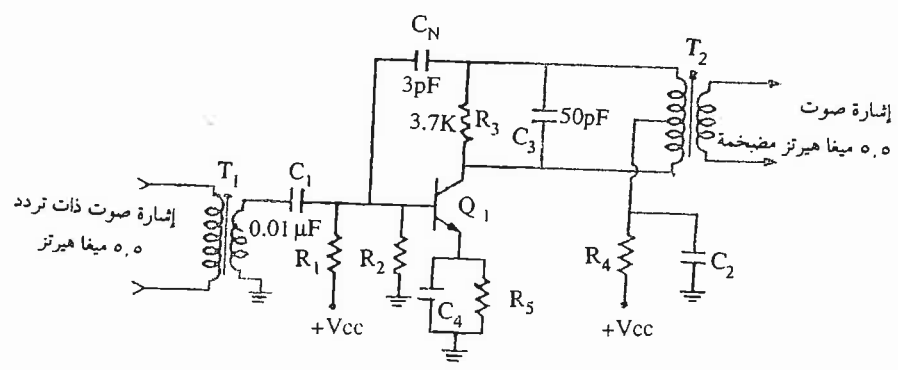 C_N
3pF
T_2
3.7K R_3
50pF
C_3
إشارة صوت
٥,٥ ميغا هيرتز مضبخمة
T_1
C_1
0.01 µF
إشارة صوت ذات تردد
٥,٥ ميغا هيرتز
Q_1
R_1
R_2
R_4
C_2
C_4
R_5
+Vcc
+Vcc